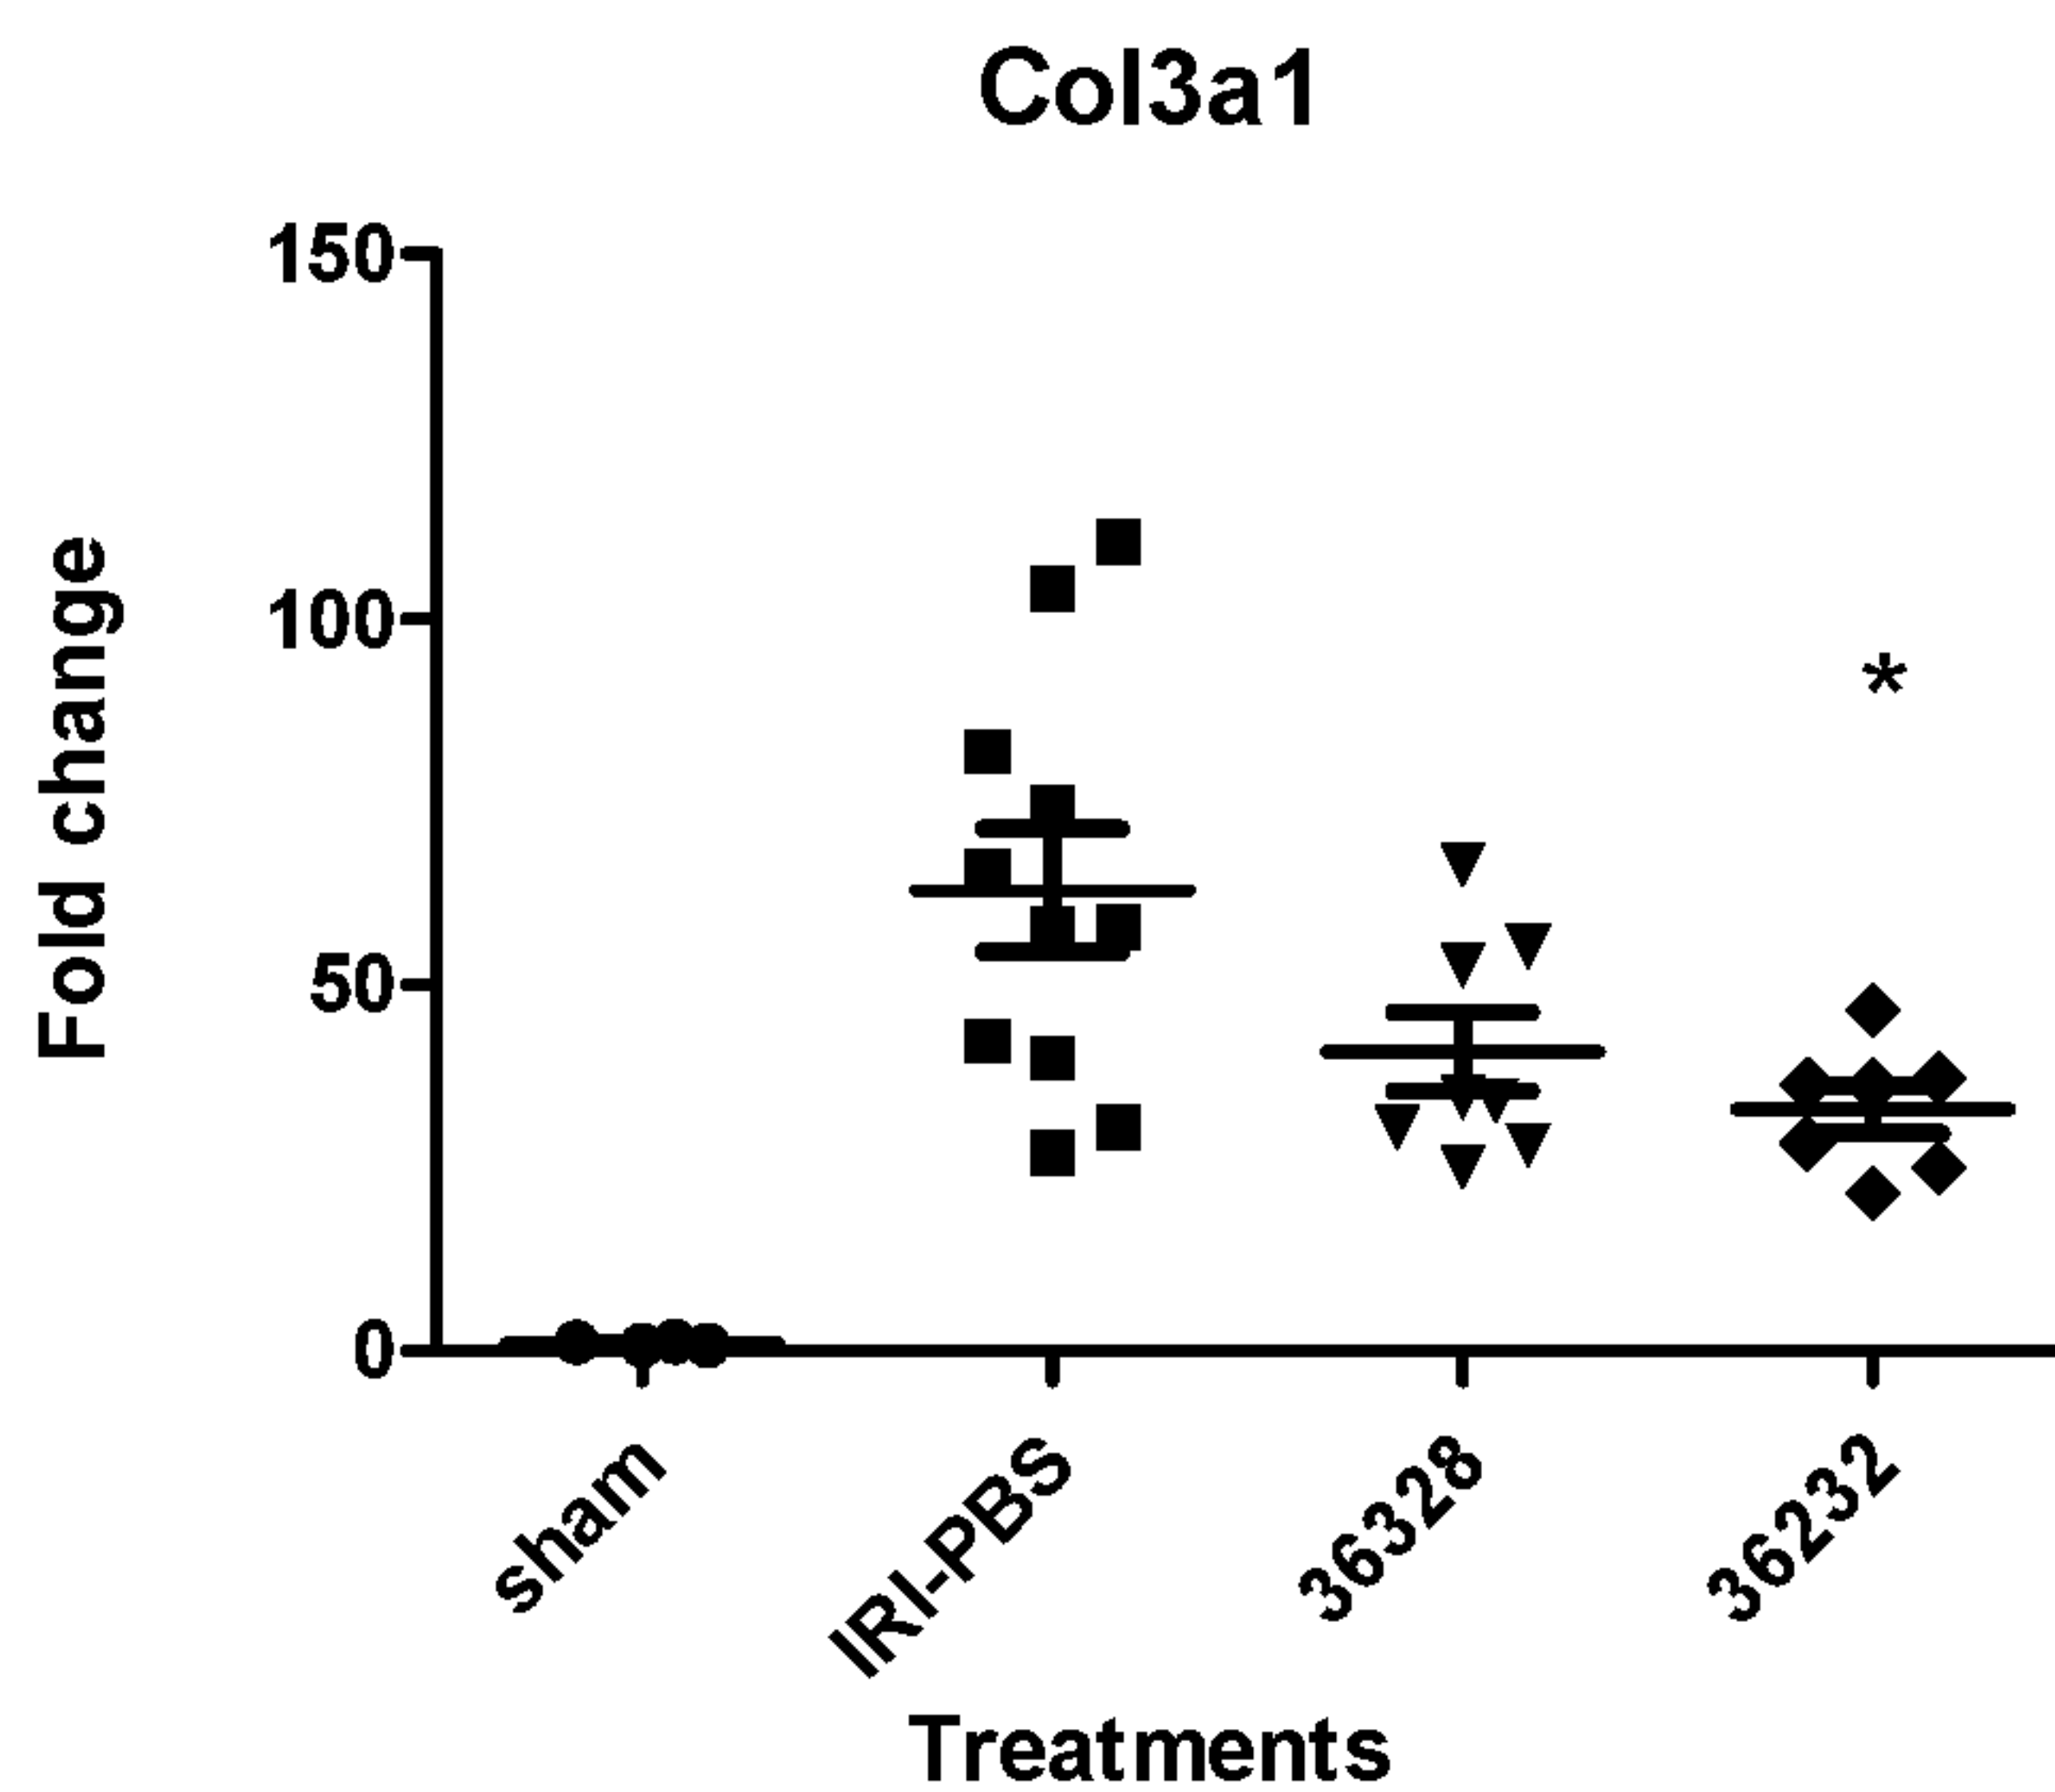 Col3a1
Fold change
150
100
50
0
*
sham
IRI-PBS
36328
36232
Treatments